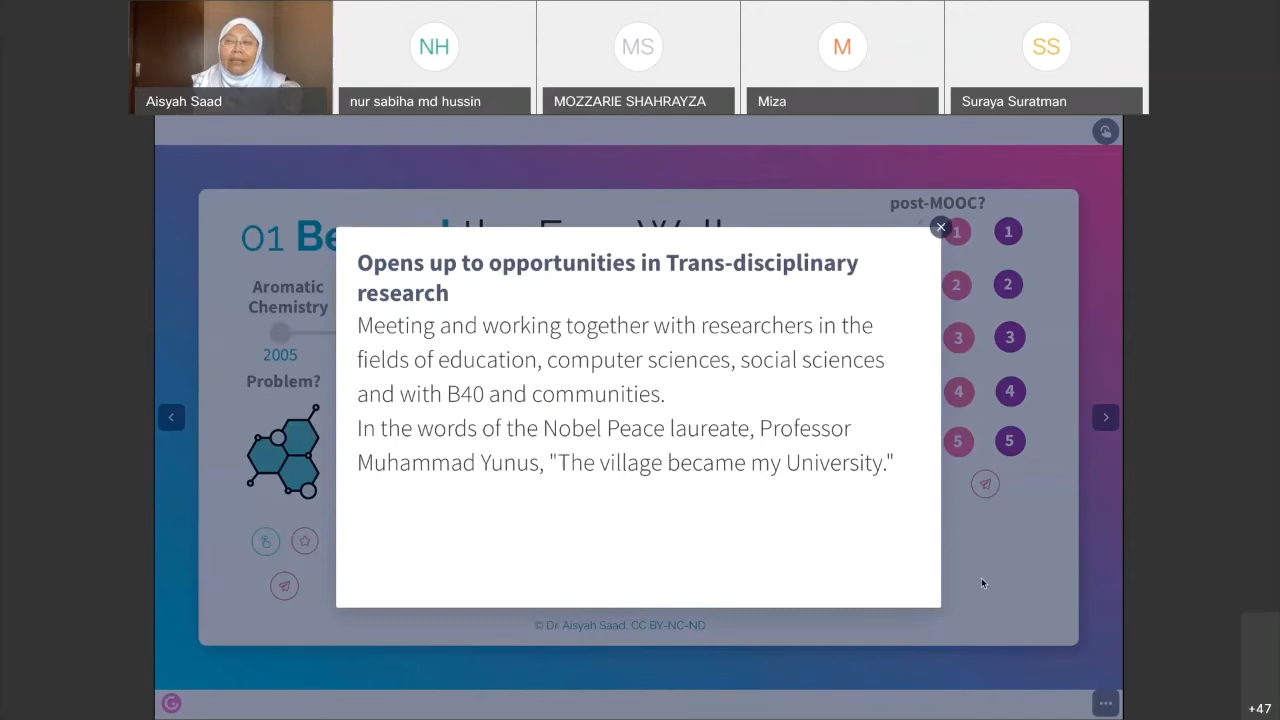 NH
MS
M
SS
Aisyah Saad
nur sabiha md hussin
MOZZARIE SHAHRAYZA
Miza
Suraya Suratman
post-MOOC?
01 Be
Aromatic
Chemistry
2005
Problem?
Opens up to opportunities in Trans-disciplinary
research
Meeting and working together with researchers in the
fields of education, computer sciences, social sciences
and with B40 and communities.
In the words of the Nobel Peace laureate, Professor
Muhammad Yunus, "The village became my University."
1 1
2 2
3 3
4 4
5 5
© Dr. Aisyah Saad. CC BY-NC-ND
+47